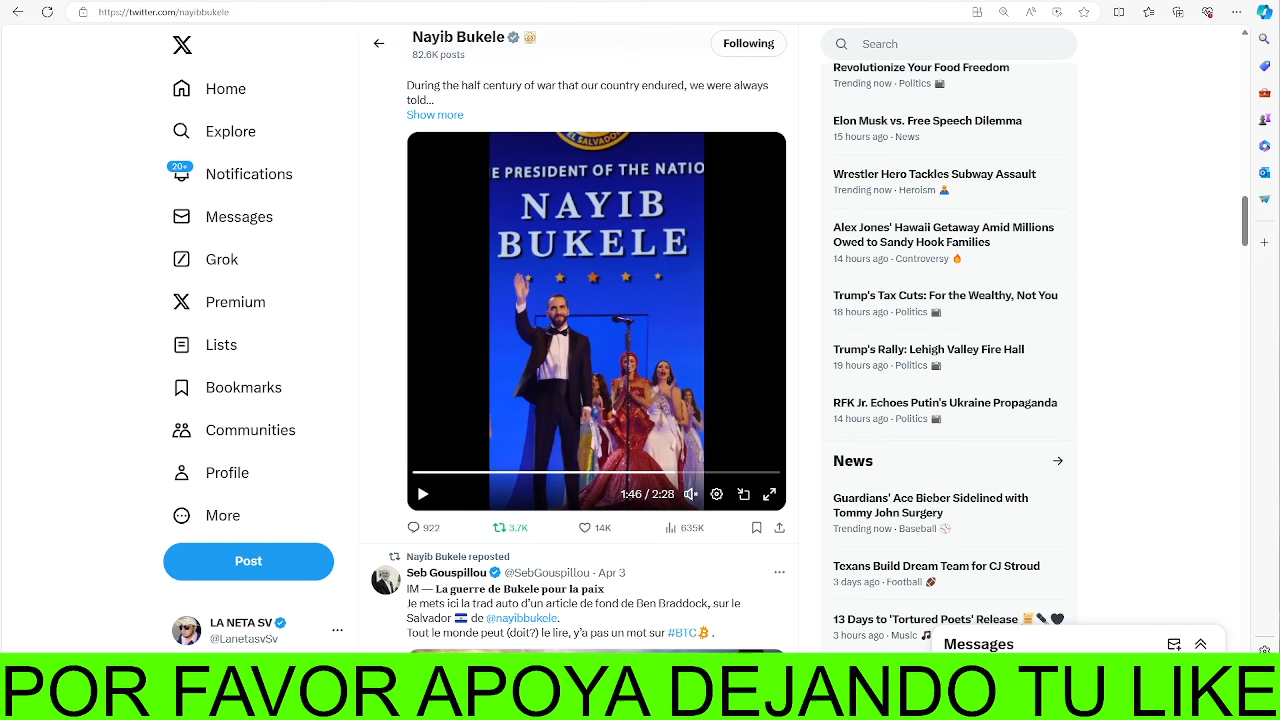 https://twitter.com/nayibbukele
Home
Explore
20+
Notifications
Messages
Grok
Premium
Lists
Bookmarks
Communities
Profile
More
Post
LA NETA SV
@LanetasvSv
Nayib Bukele
82.6K posts
Following
During the half century of war that our country endured, we were always
told...
Show more
EL SALVADOR
E PRESIDENT OF THE NATIO
NAYIB
BUKELE
1:46 / 2:28
922
3.7K
14K
635K
Nayib Bukele reposted
Seb Gouspillou @SebGouspillou · Apr 3
IM — La guerre de Bukele pour la paix
Je mets ici la trad auto d'un article de fond de Ben Braddock, sur le
Salvador 🇸🇻 de @nayibbukele.
Tout le monde peut (doit?) le lire, y'a pas un mot sur #BTC .
Search
Revolutionize Your Food Freedom
Trending now · Politics
Elon Musk vs. Free Speech Dilemma
15 hours ago · News
Wrestler Hero Tackles Subway Assault
Trending now · Heroism
Alex Jones' Hawaii Getaway Amid Millions
Owed to Sandy Hook Families
14 hours ago · Controversy 🔥
Trump's Tax Cuts: For the Wealthy, Not You
18 hours ago · Politics
Trump's Rally: Lehigh Valley Fire Hall
19 hours ago · Politics
RFK Jr. Echoes Putin's Ukraine Propaganda
14 hours ago · Politics
News
Guardians' Ace Bieber Sidelined with
Tommy John Surgery
Trending now · Baseball ⚾
Texans Build Dream Team for CJ Stroud
3 days ago · Football 🏈
13 Days to 'Tortured Poets' Release 📜🖋️🖤
3 hours ago · Music
Messages
POR FAVOR APOYA DEJANDO TU LIKE